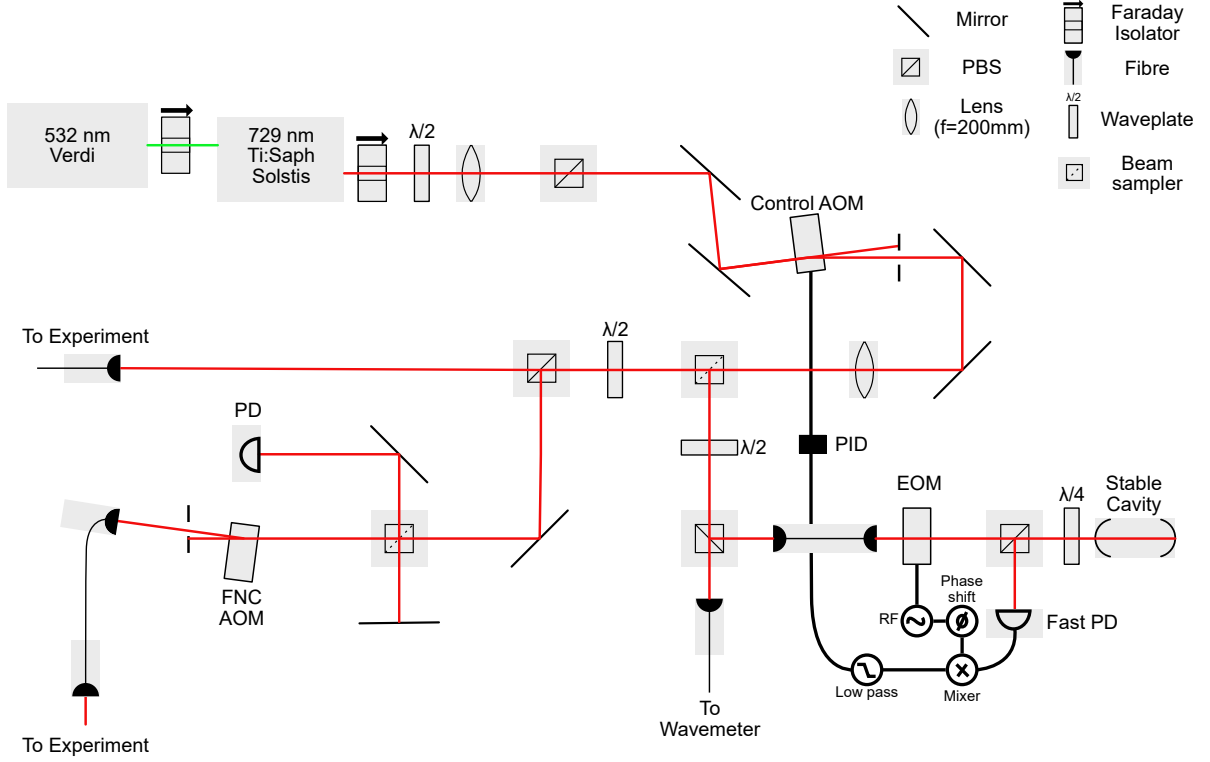 Mirror
Faraday
Isolator
PBS
Fibre
Lens
(f=200mm)
λ/2
Waveplate
Beam
sampler
532 nm
Verdi
729 nm
Ti:Saph
Solstis
λ/2
Control AOM
To Experiment
λ/2
PD
λ/2
PID
EOM
λ/4
Stable
Cavity
FNC
AOM
RF
Phase
shift
ϕ
Fast PD
Low pass
X
Mixer
To
Wavemeter
To Experiment